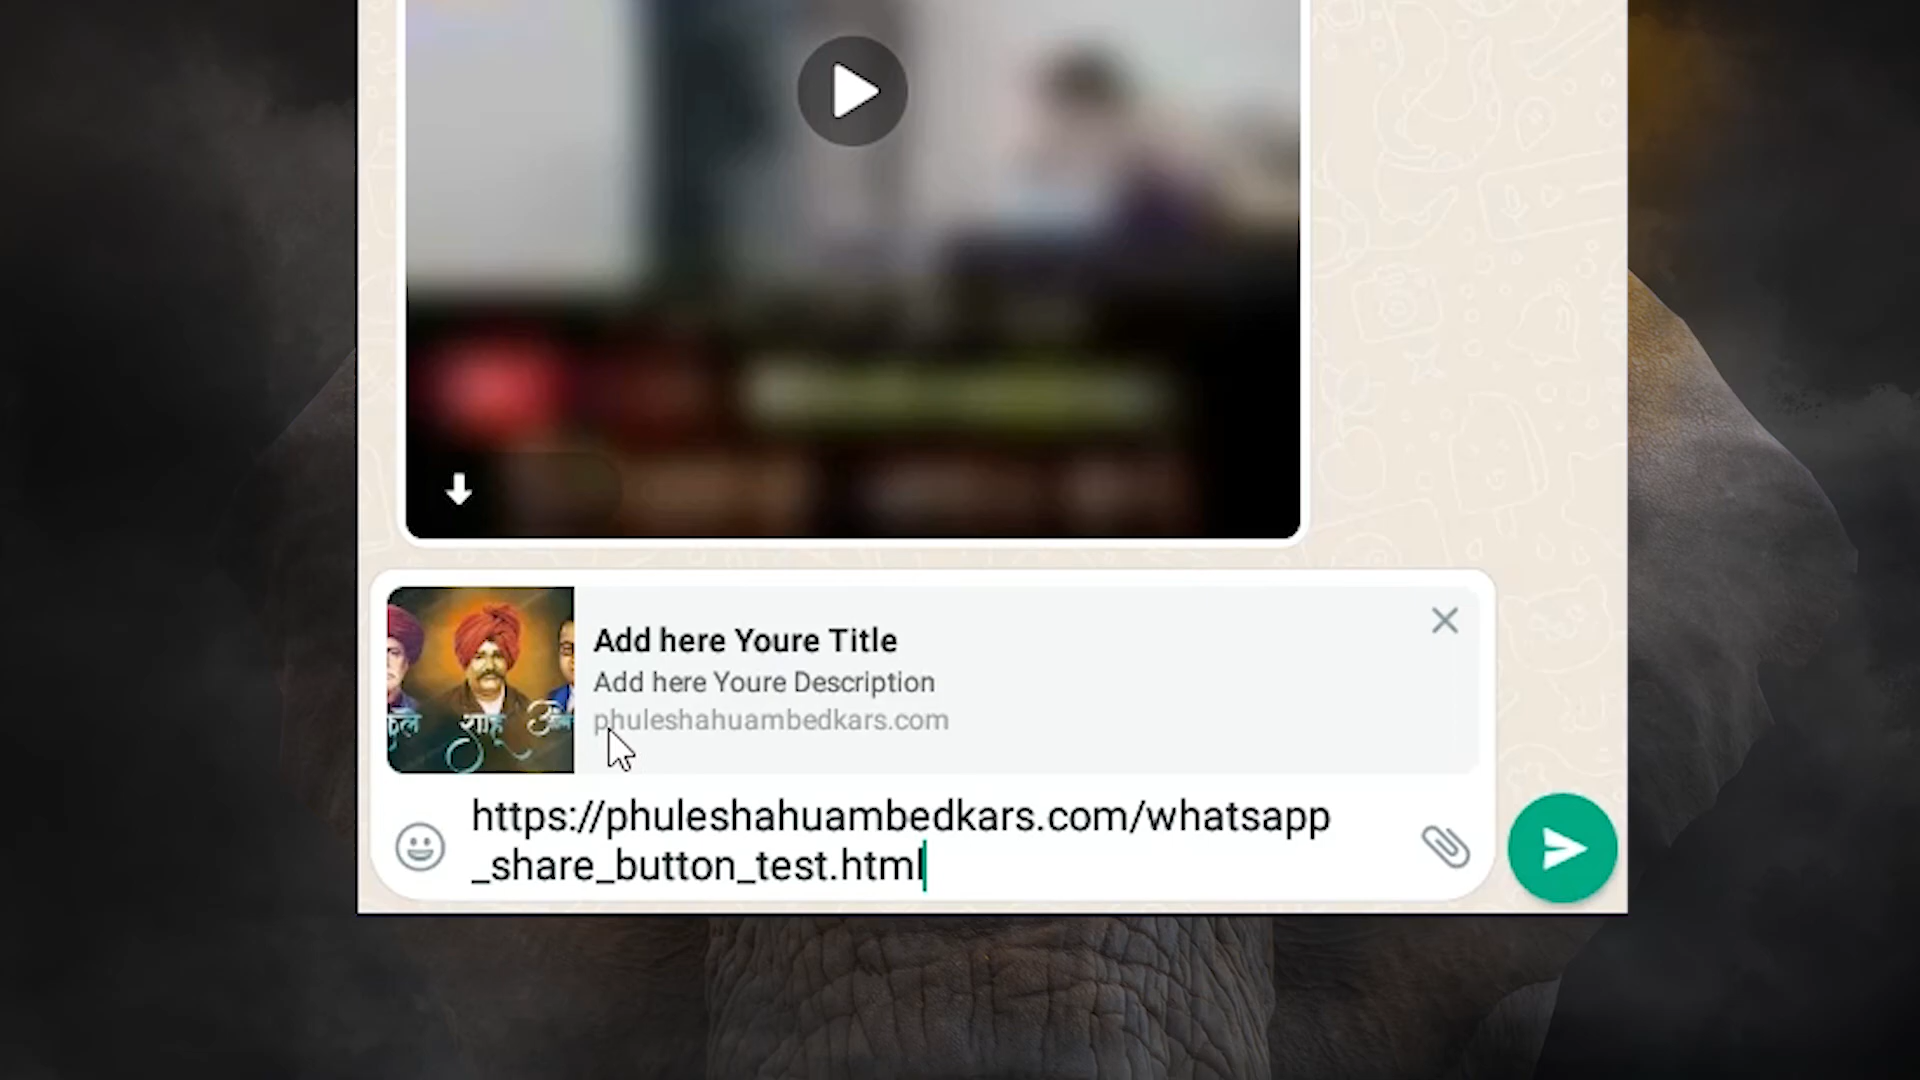 Add here Youre Title
Add here Youre Description
phuleshahuambedkars.com
शाहू
https://phuleshahuambedkars.com/whatsapp
_share_button_test.html